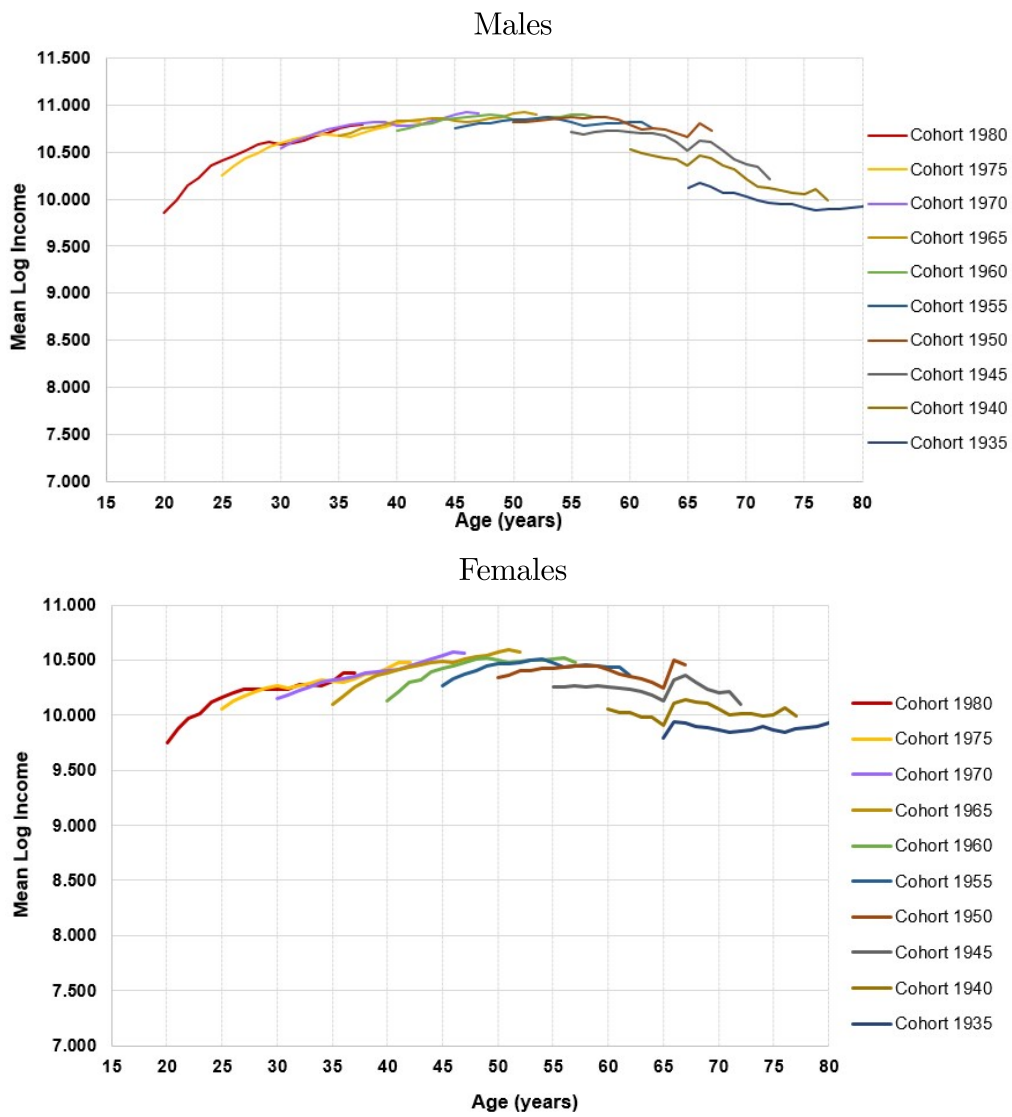 Males
11.500
11.000
10.500
10.000
9.500
9.000
8.500
8.000
7.500
7.000
Mean Log Income
15 20 25 30 35 40 45 50 55 60 65 70 75 80
Age (years)
Cohort 1980
Cohort 1975
Cohort 1970
Cohort 1965
Cohort 1960
Cohort 1955
Cohort 1950
Cohort 1945
Cohort 1940
Cohort 1935
Females
11.000
10.500
10.000
9.500
9.000
8.500
8.000
7.500
7.000
Mean Log Income
15 20 25 30 35 40 45 50 55 60 65 70 75 80
Age (years)
Cohort 1980
Cohort 1975
Cohort 1970
Cohort 1965
Cohort 1960
Cohort 1955
Cohort 1950
Cohort 1945
Cohort 1940
Cohort 1935